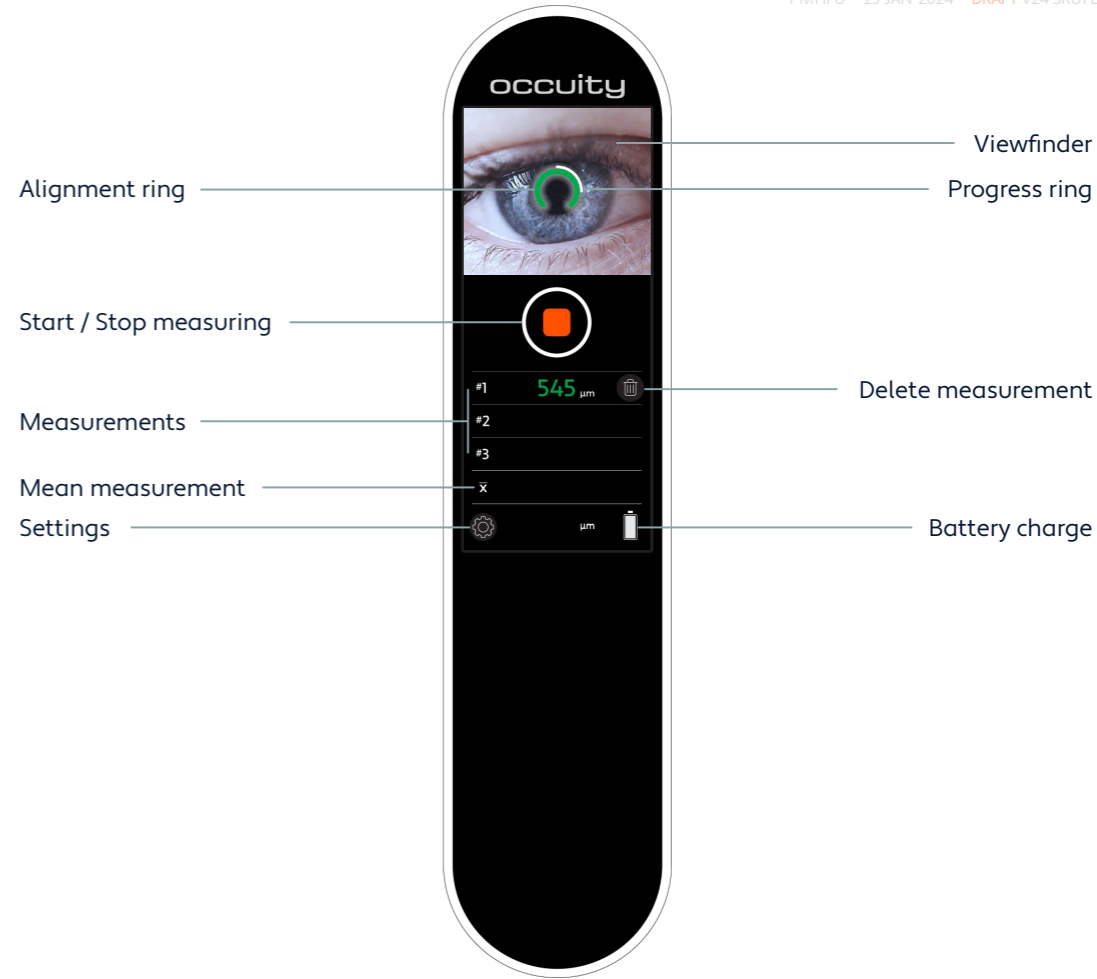 occuity
Viewfinder
Alignment ring
Progress ring
Start / Stop measuring
#1 545 µm
Delete measurement
Measurements
#2
#3
Mean measurement
x̅
Settings
µm
Battery charge